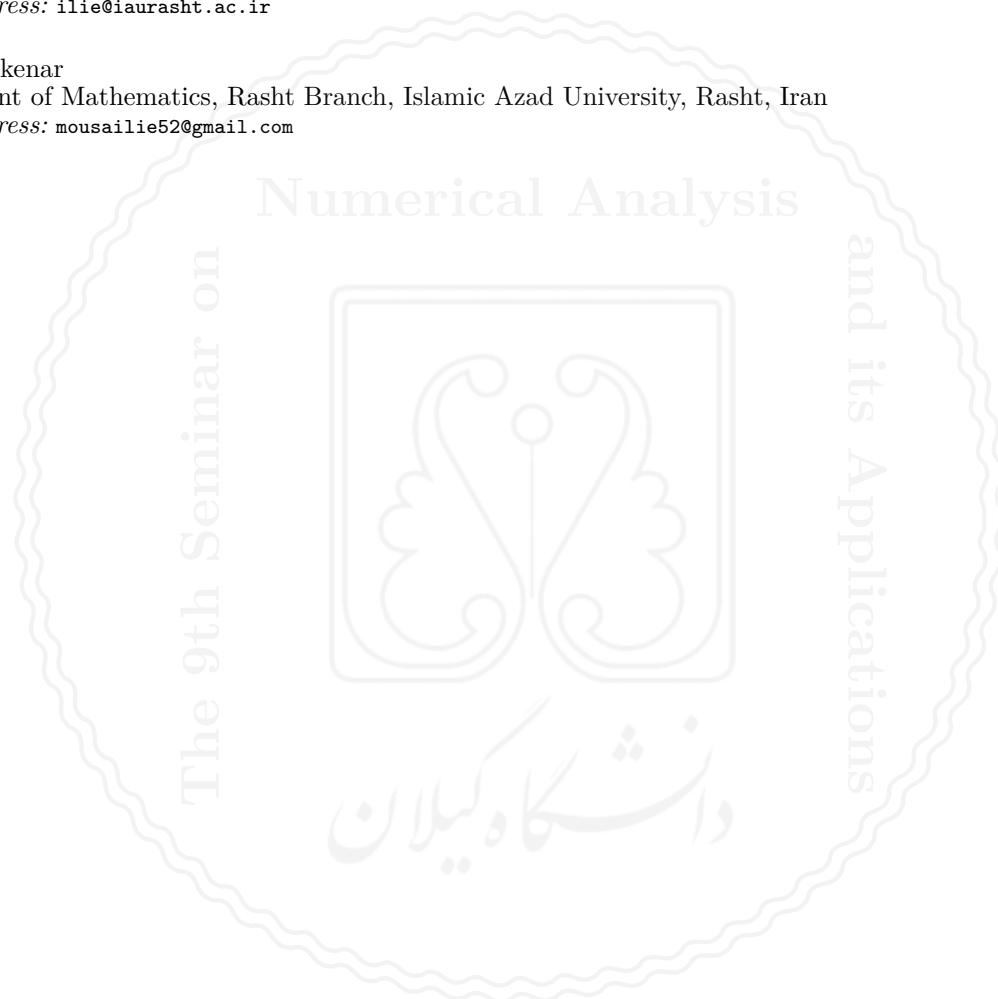 ress: ilie@iaurasht.ac.ir
kenar
nt of Mathematics, Rasht Branch, Islamic Azad University, Rasht, Iran
ress: mousailie52@gmail.com
The 9th Seminar on
Numerical Analysis
and its Applications
دانشگاه گیلان